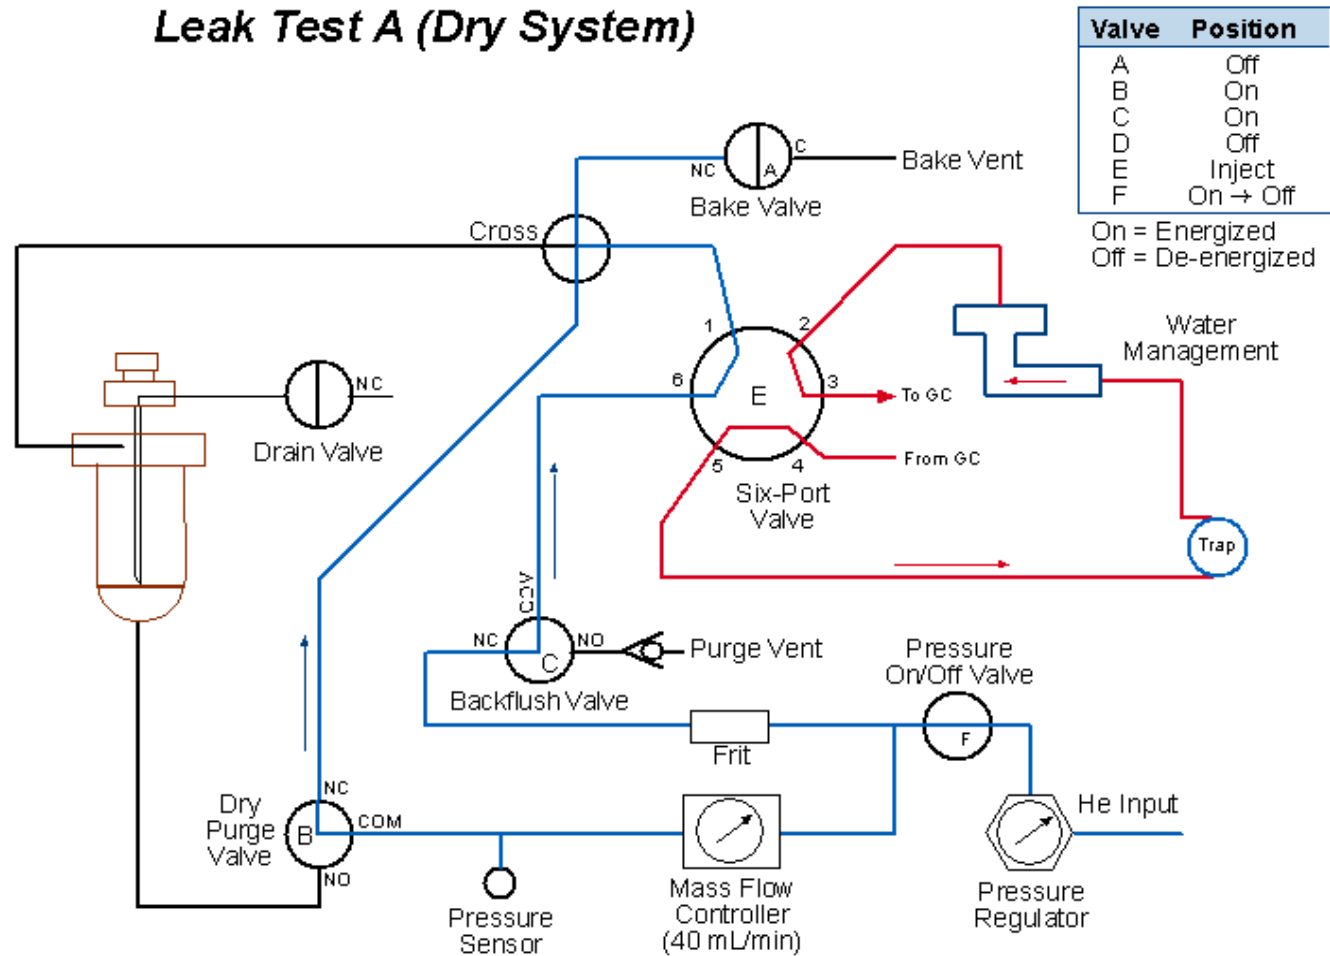 Leak Test A (Dry System)
Valve Position
A Off
B On
C On
D Off
E Inject
F On → Off
On = Energized
Off = De-energized
C
NC
A
Bake Vent
Bake Valve
Cross
1
2
Water
Management
NC
6
E
3
To GC
Drain Valve
5
4
From GC
Six-Port
Valve
Trap
COM
NC
NO
C
Purge Vent
Backflush Valve
Pressure
On/Off Valve
F
Frit
NC
Dry
Purge
Valve
B
COM
NO
He Input
Pressure
Sensor
Mass Flow
Controller
(40 mL/min)
Pressure
Regulator